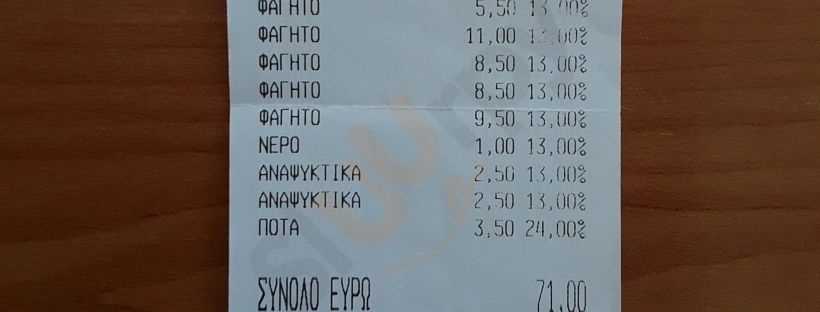 ΦΑΓΗΤΟ 5,50 13,00%
ΦΑΓΗΤΟ 11,00 13,00%
ΦΑΓΗΤΟ 8,50 13,00%
ΦΑΓΗΤΟ 8,50 13,00%
ΦΑΓΗΤΟ 9,50 13,00%
ΝΕΡΟ 1,00 13,00%
ΑΝΑΨΥΚΤΙΚΑ 2,50 13,00%
ΑΝΑΨΥΚΤΙΚΑ 2,50 13,00%
ΠΟΤΑ 3,50 24,00%
ΣΥΝΟΛΟ ΕΥΡΩ 71,00